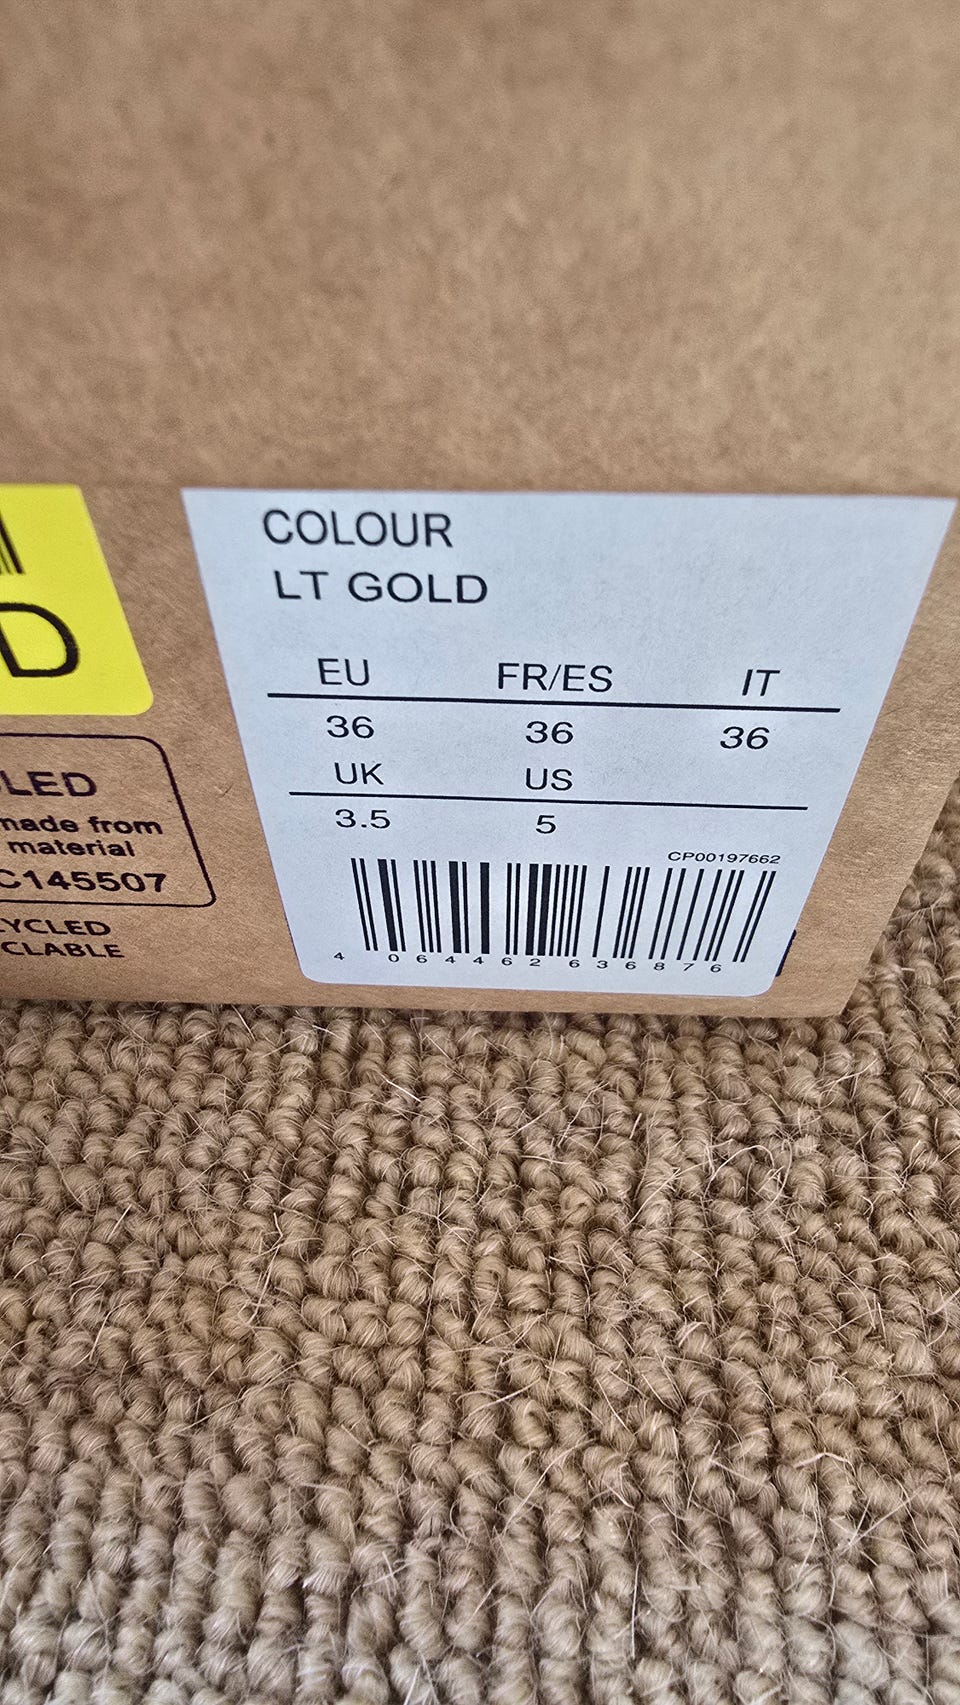 COLOUR
LT GOLD
EU FR/ES IT
36 36 36
UK US
3.5 5
CP00197662
4 064462 636876
D
LED
made from
material
C145507
YCLED
CLABLE